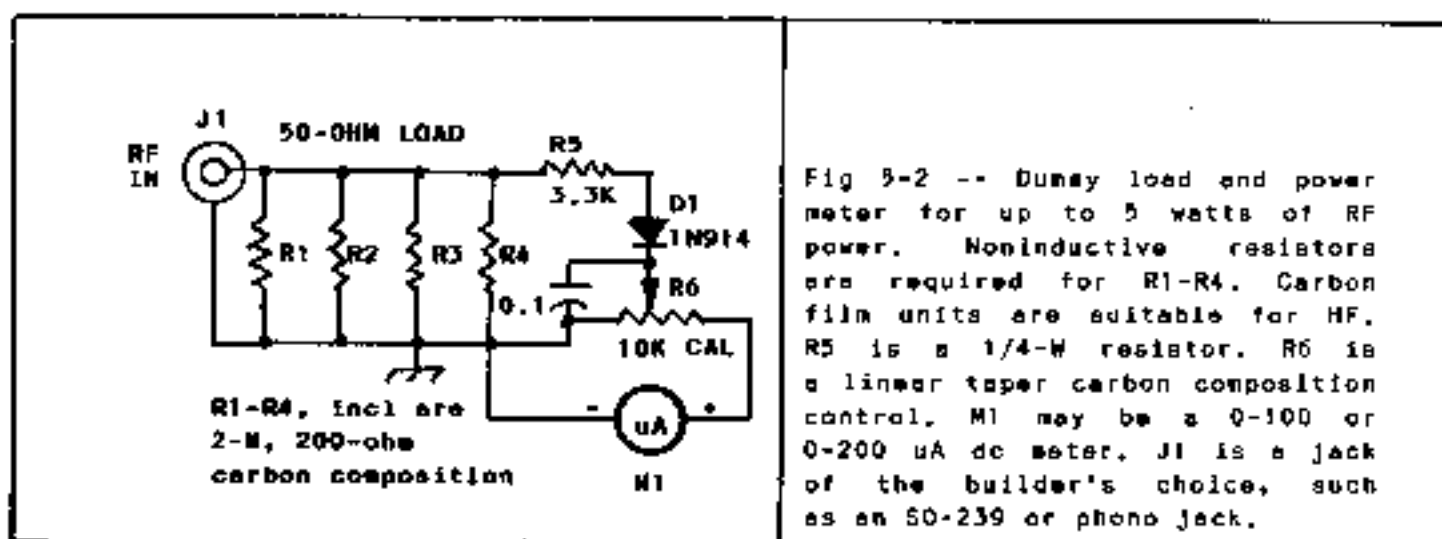 J1
50-OHM LOAD
RF
IN
R5
3.3K
D1
1N914
R1
R2
R3
R4
R6
0.1
10K CAL
R1-R4, Incl are
2-W, 200-ohm
carbon composition
-
uA
+
M1
Fig 5-2 -- Dummy load and power
meter for up to 5 watts of RF
power. Noninductive resistors
are required for R1-R4. Carbon
film units are suitable for HF.
R5 is a 1/4-W resistor. R6 is
a linear taper carbon composition
control. M1 may be a 0-100 or
0-200 uA dc meter. J1 is a jack
of the builder's choice, such
as an SO-239 or phono jack.